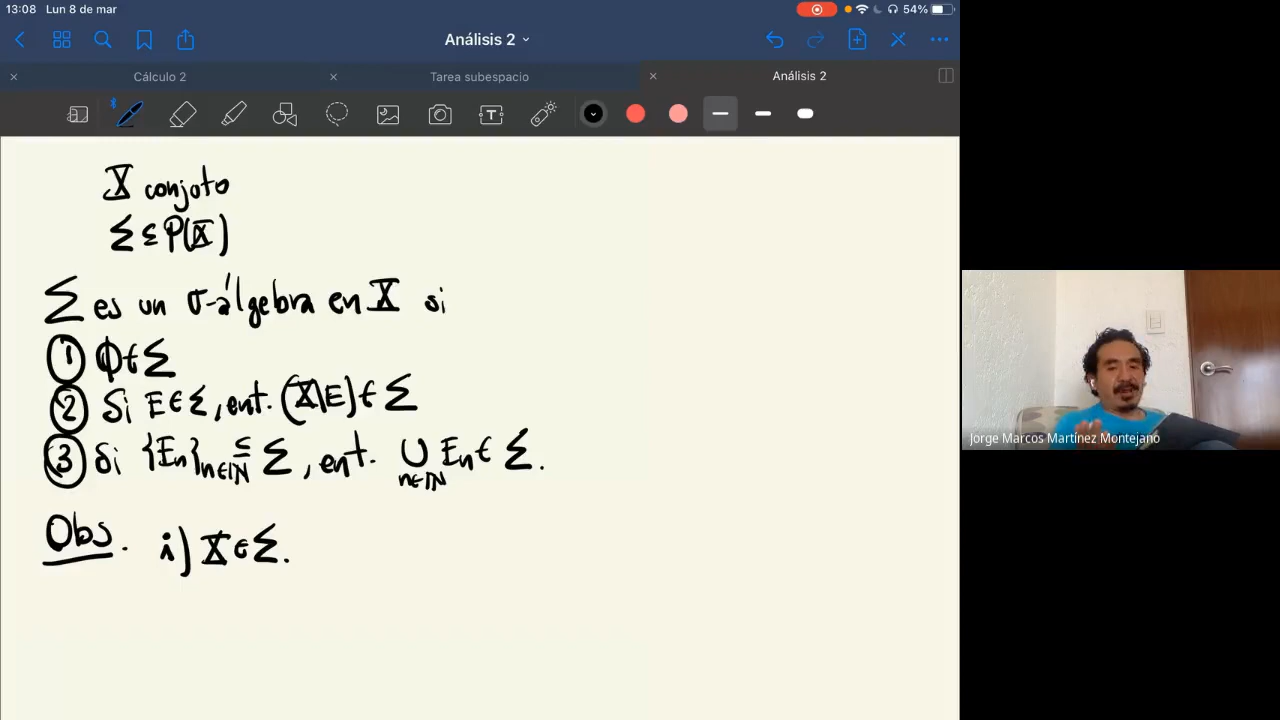 13:08 Lun 8 de mar 54%
Análisis 2
Cálculo 2 Tarea subespacio Análisis 2
X conjoto
Σ ⊆ P(X)
Σ es un σ-álgebra en X si
① ∅ ∈ Σ
② Si E ∈ Σ, ent. (X\E) ∈ Σ
③ Si {En}n∈ℕ ⊆ Σ, ent. ∪n∈ℕ En ∈ Σ.
Obs. i) X ∈ Σ.
Jorge Marcos Martínez Montejano